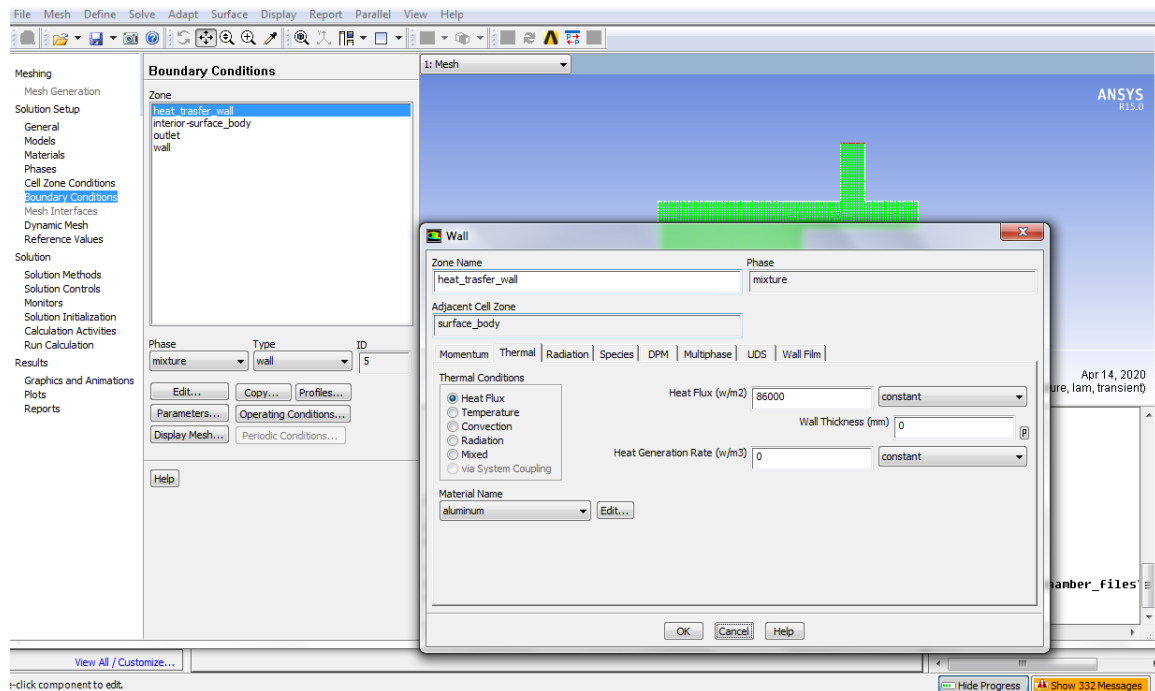 File Mesh Define Solve Adapt Surface Display Report Parallel View Help
Meshing
Mesh Generation
Solution Setup
General
Models
Materials
Phases
Cell Zone Conditions
Boundary Conditions
Mesh Interfaces
Dynamic Mesh
Reference Values
Solution
Solution Methods
Solution Controls
Monitors
Solution Initialization
Calculation Activities
Run Calculation
Results
Graphics and Animations
Plots
Reports
Boundary Conditions
Zone
heat_trasfer_wall
interior-surface_body
outlet
wall
Phase Type ID
mixture wall 5
Edit... Copy... Profiles...
Parameters... Operating Conditions...
Display Mesh... Periodic Conditions...
Help
1: Mesh
ANSYS
R15.0
Wall
Zone Name Phase
heat_trasfer_wall mixture
Adjacent Cell Zone
surface_body
Momentum Thermal Radiation Species DPM Multiphase UDS Wall Film
Thermal Conditions
Heat Flux
Temperature
Convection
Radiation
Mixed
via System Coupling
Heat Flux (w/m2) 86000 constant
Wall Thickness (mm) 0 P
Heat Generation Rate (w/m3) 0 constant
Material Name
aluminum Edit...
OK Cancel Help
Apr 14, 2020
ure, lam, transient)
hamber_files
View All / Customize...
-click component to edit.
Hide Progress Show 332 Messages